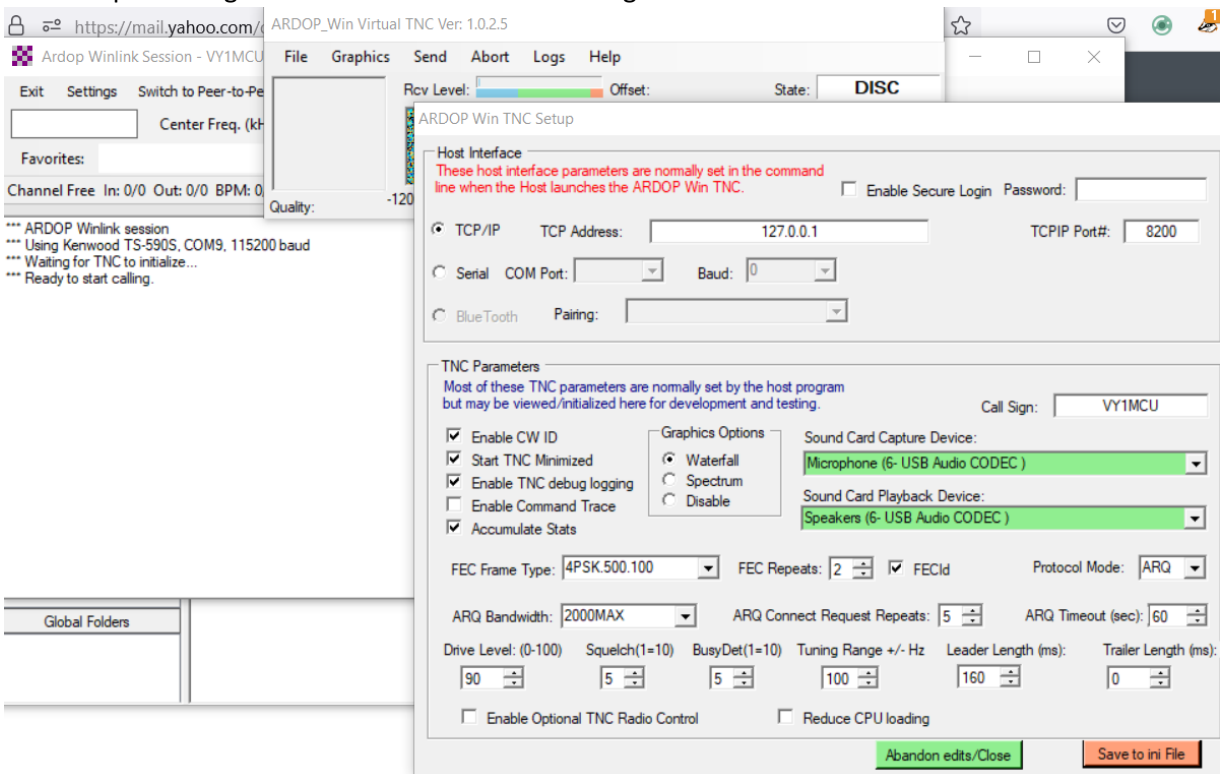 https://mail.yahoo.com/
ARDOP_Win Virtual TNC Ver: 1.0.2.5
Ardop Winlink Session - VY1MCU
File Graphics Send Abort Logs Help
Exit Settings Switch to Peer-to-Pe
Rcv Level: Offset: State: DISC
Center Freq. (kH
Favorites:
Channel Free In: 0/0 Out: 0/0 BPM: 0
Quality: -120
*** ARDOP Winlink session
*** Using Kenwood TS-590S, COM9, 115200 baud
*** Waiting for TNC to initialize...
*** Ready to start calling.
Global Folders
ARDOP Win TNC Setup
Host Interface
These host interface parameters are normally set in the command
line when the Host launches the ARDOP Win TNC.
Enable Secure Login Password:
TCP/IP TCP Address: 127.0.0.1 TCPIP Port#: 8200
Serial COM Port: Baud: 0
BlueTooth Pairing:
TNC Parameters
Most of these TNC parameters are normally set by the host program
but may be viewed/initialized here for development and testing.
Call Sign: VY1MCU
Enable CW ID
Start TNC Minimized
Enable TNC debug logging
Enable Command Trace
Accumulate Stats
Graphics Options
Waterfall
Spectrum
Disable
Sound Card Capture Device:
Microphone (6- USB Audio CODEC )
Sound Card Playback Device:
Speakers (6- USB Audio CODEC )
FEC Frame Type: 4PSK.500.100 FEC Repeats: 2 FECId Protocol Mode: ARQ
ARQ Bandwidth: 2000MAX ARQ Connect Request Repeats: 5 ARQ Timeout (sec): 60
Drive Level: (0-100) Squelch(1=10) BusyDet(1=10) Tuning Range +/- Hz Leader Length (ms): Trailer Length (ms):
90 5 5 100 160 0
Enable Optional TNC Radio Control Reduce CPU loading
Abandon edits/Close Save to ini File